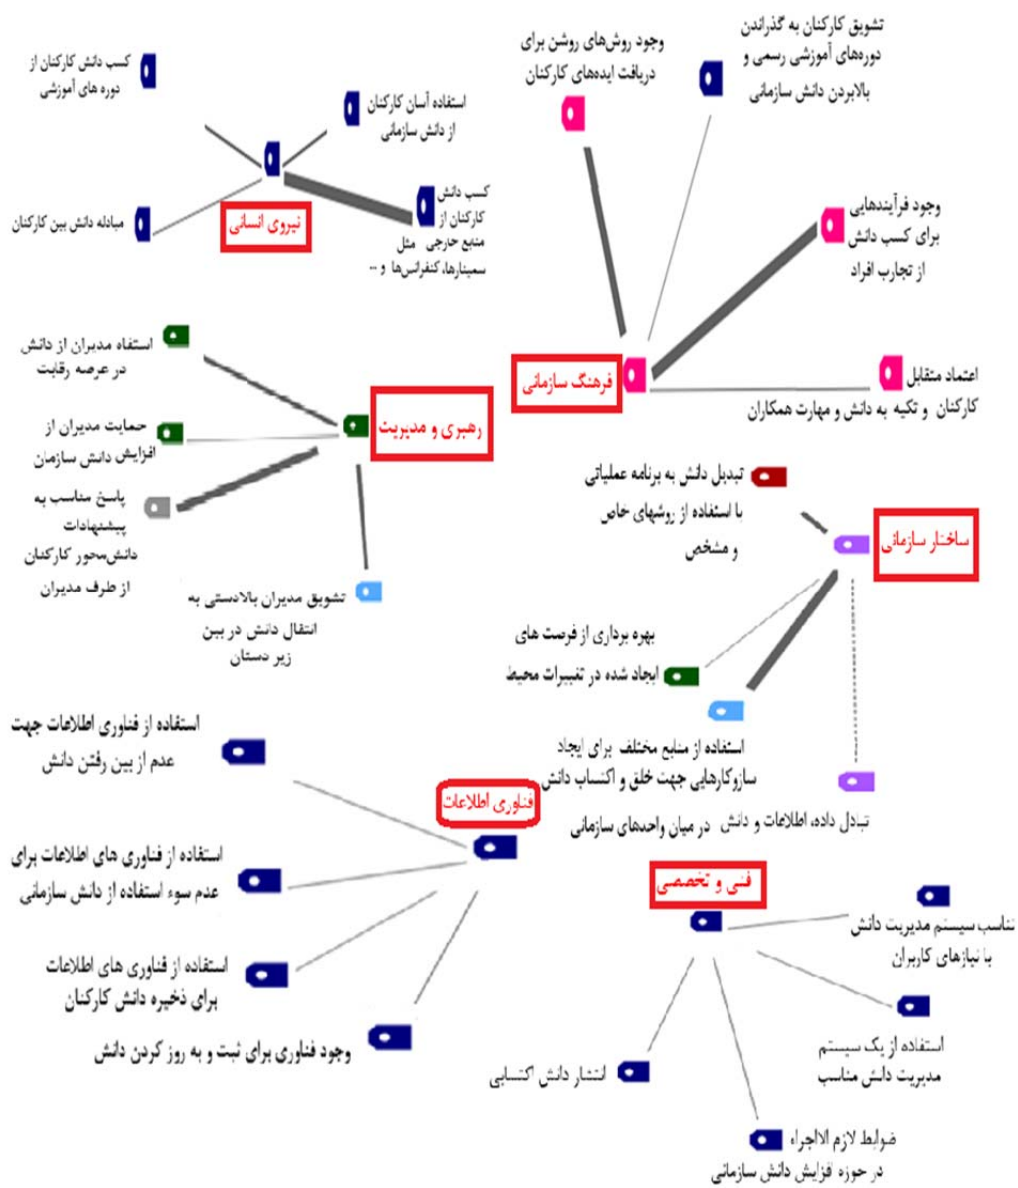 کسب دانش کارکنان از
دوره های آموزشی
استفاده آسان کارکنان
از دانش سازمانی
مبادله دانش بین کارکنان
نیروی انسانی
کسب دانش
کارکنان از
منابع خارجی مثل
سمینارها، کنفرانس‌ها و ...
وجود روش‌های روشن برای
دریافت ایده‌های کارکنان
تشویق کارکنان به گذراندن
دوره‌های آموزشی رسمی و
بالابردن دانش سازمانی
وجود فرآیندهایی
برای کسب دانش
از تجارب افراد
فرهنگ سازمانی
اعتماد متقابل
کارکنان و تکیه به دانش و مهارت همکاران
استفاه مدیران از دانش
در عرصه رقابت
رهبری و مدیریت
حمایت مدیران از
افزایش دانش سازمان
پاسخ مناسب به
پیشنهادات
دانش‌محور کارکنان
از طرف مدیران
تشویق مدیران بالادستی به
انتقال دانش در بین
زیر دستان
تبدیل دانش به برنامه عملیاتی
با استفاده از روشهای خاص
و مشخص
ساختار سازمانی
بهره برداری از فرصت های
ایجاد شده در تغییرات محیط
استفاده از منابع مختلف برای ایجاد
سازوکارهایی جهت خلق و اکتساب دانش
تبادل داده، اطلاعات و دانش در میان واحدهای سازمانی
استفاده از فناوری اطلاعات جهت
عدم از بین رفتن دانش
فناوری اطلاعات
استفاده از فناوری های اطلاعات برای
عدم سوء استفاده از دانش سازمانی
استفاده از فناوری های اطلاعات
برای ذخیره دانش کارکنان
وجود فناوری برای ثبت و به روز کردن دانش
فنی و تخصصی
تناسب سیستم مدیریت دانش
با نیازهای کاربران
استفاده از یک سیستم
مدیریت دانش مناسب
انتشار دانش اکتسابی
ضوابط لازم الااجراء
در حوزه افزایش دانش سازمانی